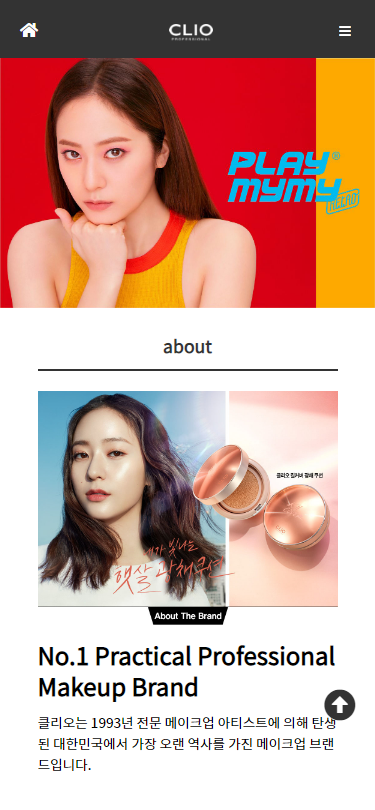 CLIO
PROFESSIONAL
PLAY®
MYMY
RETRO
about
클리오 킬커버 광채 쿠션
내가 빛나는
햇살 광채쿠션
About The Brand
No.1 Practical Professional
Makeup Brand
클리오는 1993년 전문 메이크업 아티스트에 의해 탄생
된 대한민국에서 가장 오랜 역사를 가진 메이크업 브랜
드입니다.